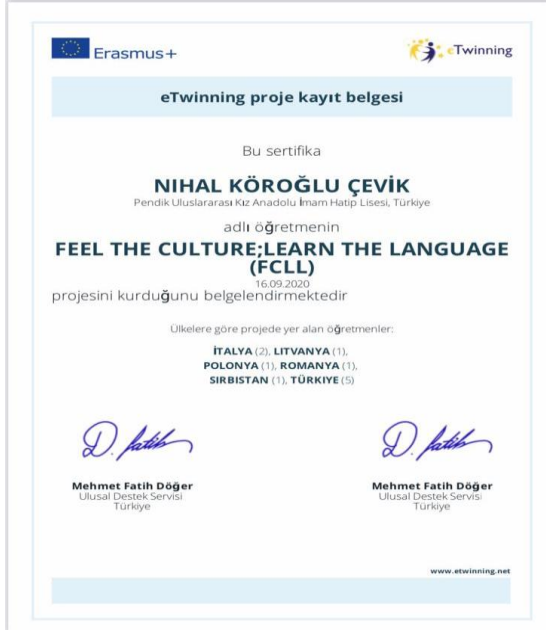 Erasmus+
eTwinning
eTwinning proje kayıt belgesi
Bu sertifika
NIHAL KÖROĞLU ÇEVİK
Pendik Uluslararası Kız Anadolu İmam Hatip Lisesi, Türkiye
adlı öğretmenin
FEEL THE CULTURE;LEARN THE LANGUAGE
(FCLL)
16.09.2020
projesini kurduğunu belgelendirmektedir
Ülkelere göre projede yer alan öğretmenler:
İTALYA (2), LITVANYA (1),
POLONYA (1), ROMANYA (1),
SIRBISTAN (1), TÜRKIYE (5)
D. fatih
D. fatih
Mehmet Fatih Döğer
Ulusal Destek Servisi
Türkiye
Mehmet Fatih Döğer
Ulusal Destek Servisi
Türkiye
www.etwinning.net